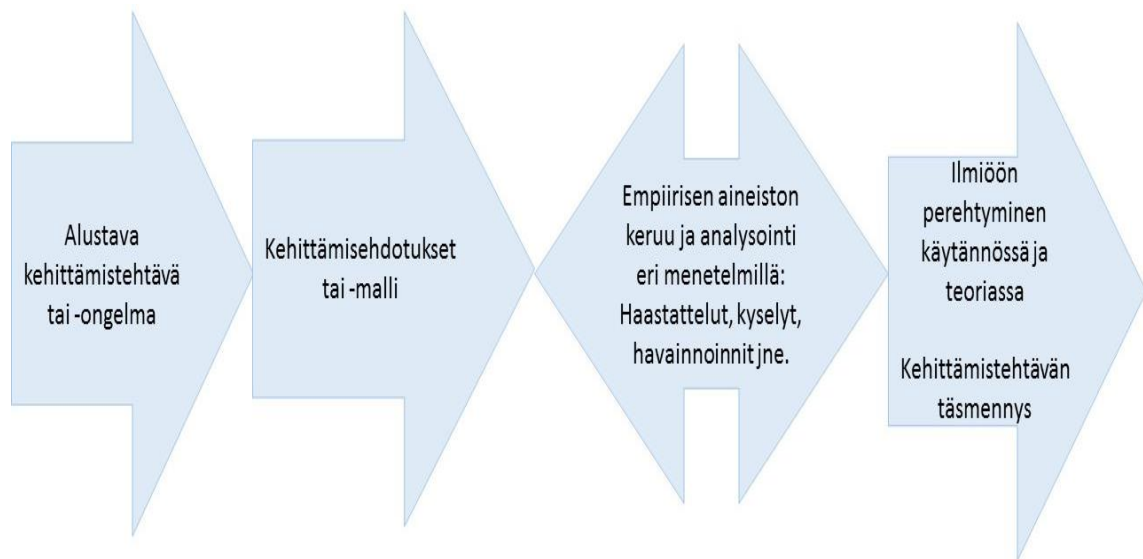 Alustava
kehittämistehtävä
tai -ongelma
Kehittämisehdotukset
tai -malli
Empiirisen aineiston
keruu ja analysointi
eri menetelmillä:
Haastattelut, kyselyt,
havainnoinnit jne.
Ilmiöön
perehtyminen
käytännössä ja
teoriassa
Kehittämistehtävän
täsmennys